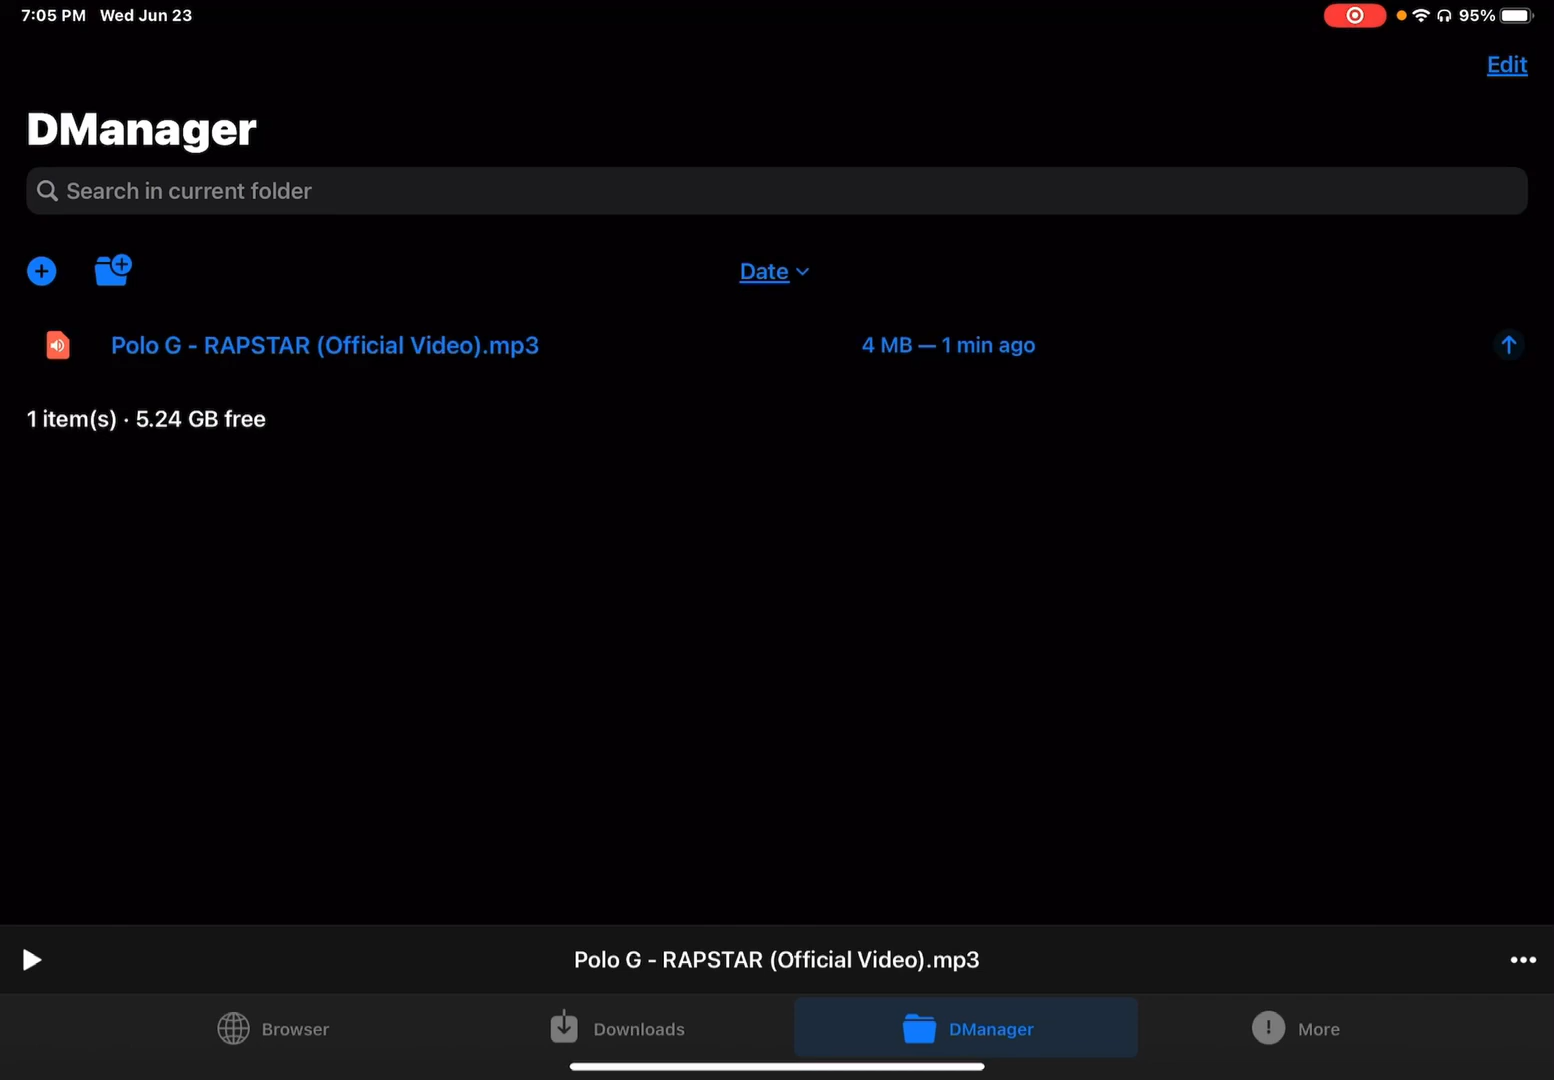 7:05 PM Wed Jun 23
95%
Edit
DManager
Search in current folder
Date
Polo G - RAPSTAR (Official Video).mp3
4 MB — 1 min ago
1 item(s) · 5.24 GB free
Polo G - RAPSTAR (Official Video).mp3
Browser
Downloads
DManager
More